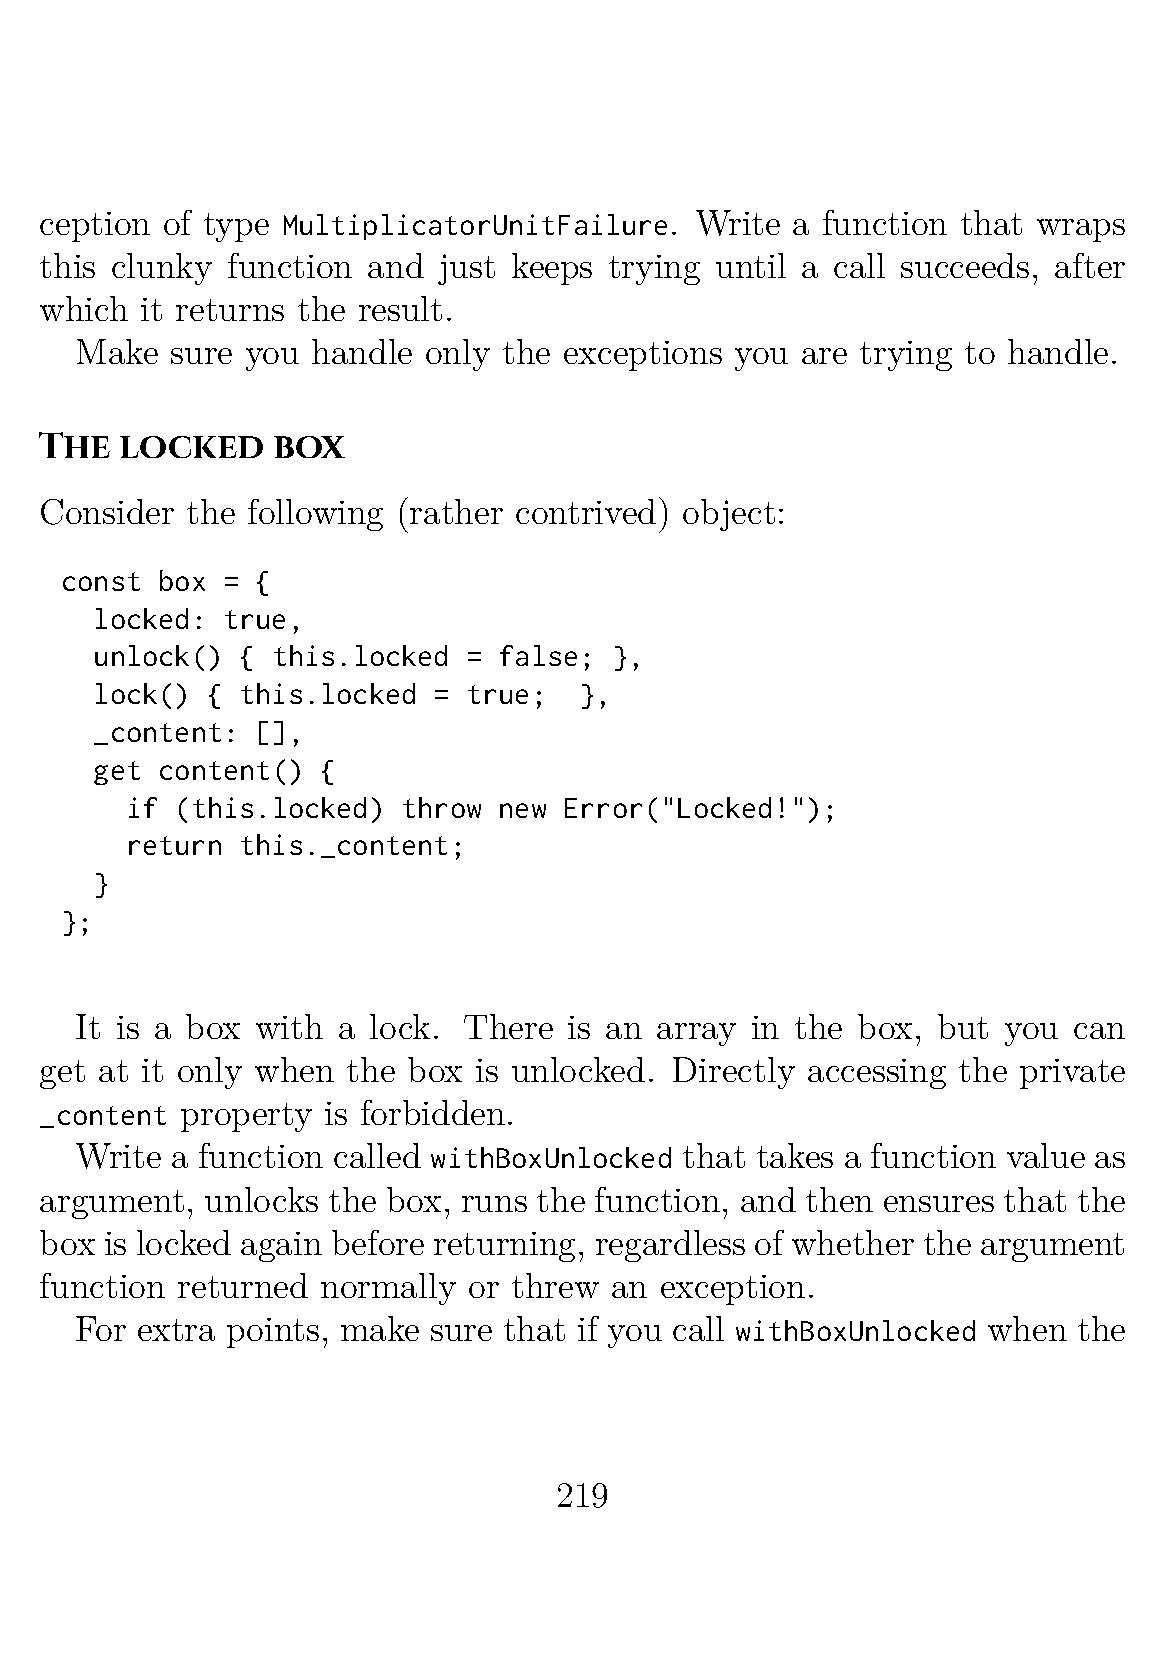 ception of type MultiplicatorUnitFailure. Write a function that wraps
this clunky function and just keeps trying until a call succeeds, after
which it returns the result.
Make sure you handle only the exceptions you are trying to handle.
The locked box
Consider the following (rather contrived) object:
const box = {
  locked: true,
  unlock() { this.locked = false; },
  lock() { this.locked = true;  },
  _content: [],
  get content() {
    if (this.locked) throw new Error("Locked!");
    return this._content;
  }
};
It is a box with a lock. There is an array in the box, but you can
get at it only when the box is unlocked. Directly accessing the private
_content property is forbidden.
Write a function called withBoxUnlocked that takes a function value as
argument, unlocks the box, runs the function, and then ensures that the
box is locked again before returning, regardless of whether the argument
function returned normally or threw an exception.
For extra points, make sure that if you call withBoxUnlocked when the
219